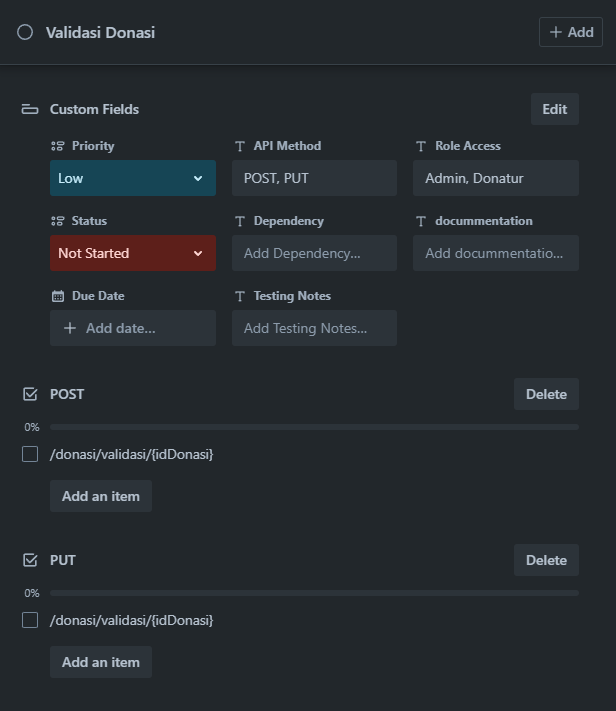 Validasi Donasi
Add
Custom Fields
Edit
Priority
API Method
Role Access
Low
POST, PUT
Admin, Donatur
Status
Dependency
docummentation
Not Started
Add Dependency...
Add docummentatio...
Due Date
Testing Notes
Add date...
Add Testing Notes...
POST
Delete
0%
/donasi/validasi/{idDonasi}
Add an item
PUT
Delete
0%
/donasi/validasi/{idDonasi}
Add an item